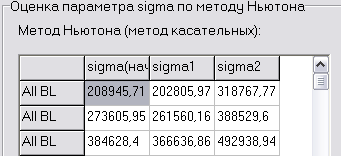 Оценка параметра sigma по методу Ньютона
Метод Ньютона (метод касательных):
sigma(нач sigma1 sigma2
All BL 208945,71 202805,97 318767,77
All BL 273605,95 261560,16 388529,6
All BL 384628,4 366636,86 492938,94